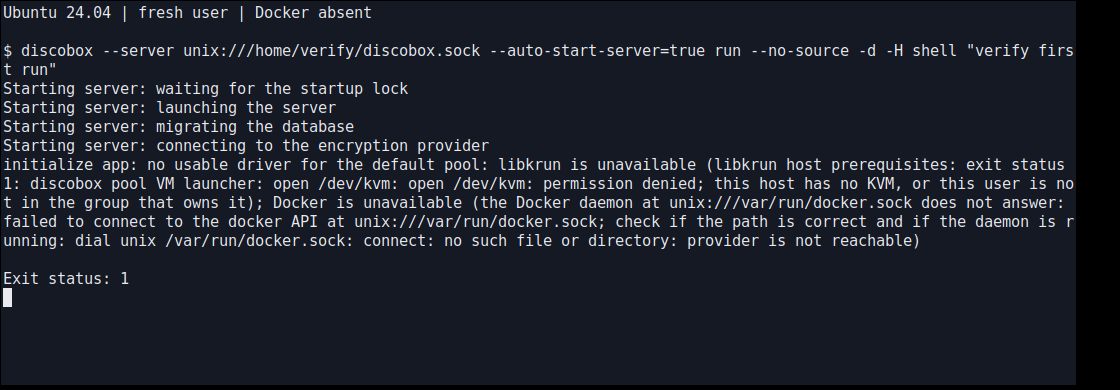 Ubuntu 24.04 | fresh user | Docker absent
$ discobox --server unix:///home/verify/discobox.sock --auto-start-server=true run --no-source -d -H shell "verify firs
t run"
Starting server: waiting for the startup lock
Starting server: launching the server
Starting server: migrating the database
Starting server: connecting to the encryption provider
initialize app: no usable driver for the default pool: libkrun is unavailable (libkrun host prerequisites: exit status
1: discobox pool VM launcher: open /dev/kvm: open /dev/kvm: permission denied; this host has no KVM, or this user is no
t in the group that owns it); Docker is unavailable (the Docker daemon at unix:///var/run/docker.sock does not answer:
failed to connect to the docker API at unix:///var/run/docker.sock; check if the path is correct and if the daemon is r
unning: dial unix /var/run/docker.sock: connect: no such file or directory: provider is not reachable)
Exit status: 1